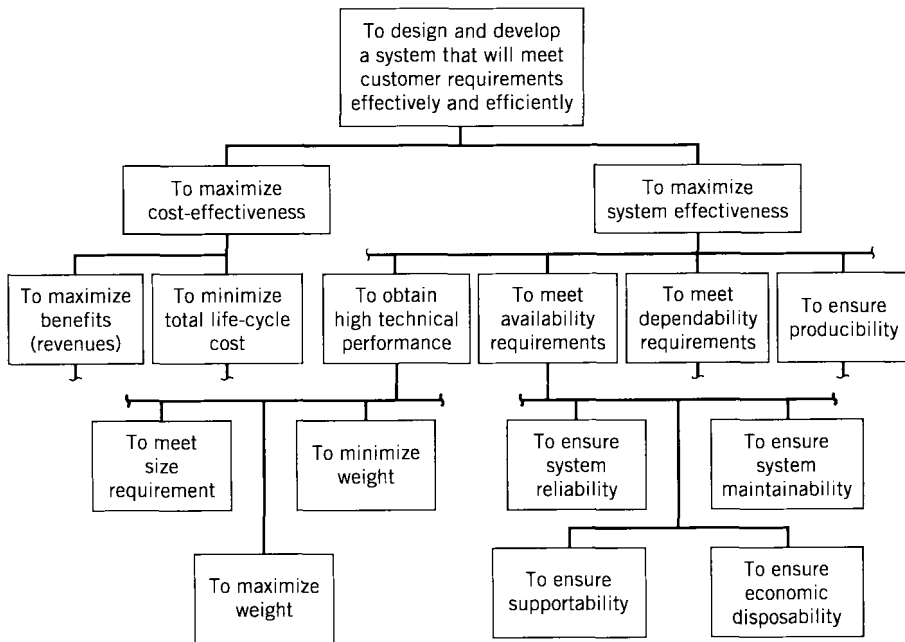 To design and develop
a system that will meet
customer requirements
effectively and efficiently
To maximize
cost-effectiveness
To maximize
system effectiveness
To maximize
benefits
(revenues)
To minimize
total life-cycle
cost
To obtain
high technical
performance
To meet
availability
requirements
To meet
dependability
requirements
To ensure
producibility
To meet
size
requirement
To minimize
weight
To ensure
system
reliability
To ensure
system
maintainability
To maximize
weight
To ensure
supportability
To ensure
economic
disposability